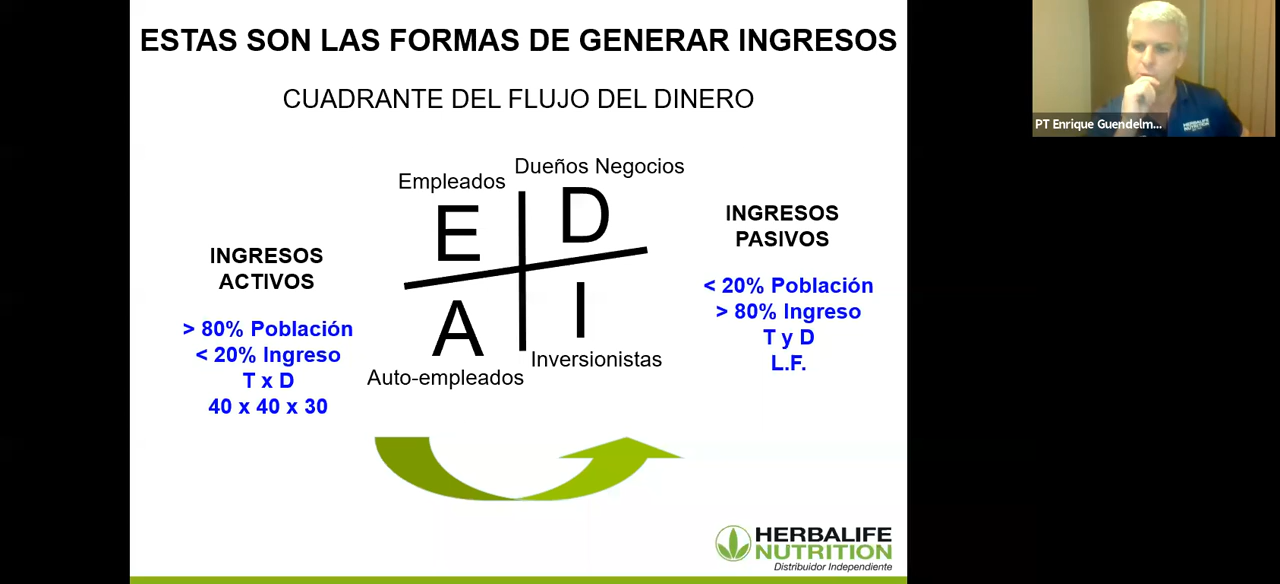 ESTAS SON LAS FORMAS DE GENERAR INGRESOS
CUADRANTE DEL FLUJO DEL DINERO
Empleados
Dueños Negocios
E
D
A
I
Auto-empleados
Inversionistas
INGRESOS
ACTIVOS
> 80% Población
< 20% Ingreso
T x D
40 x 40 x 30
INGRESOS
PASIVOS
< 20% Población
> 80% Ingreso
T y D
L.F.
HERBALIFE
NUTRITION
Distribuidor Independiente
PT Enrique Guendelm...
HERBALIFE
NUTRITION